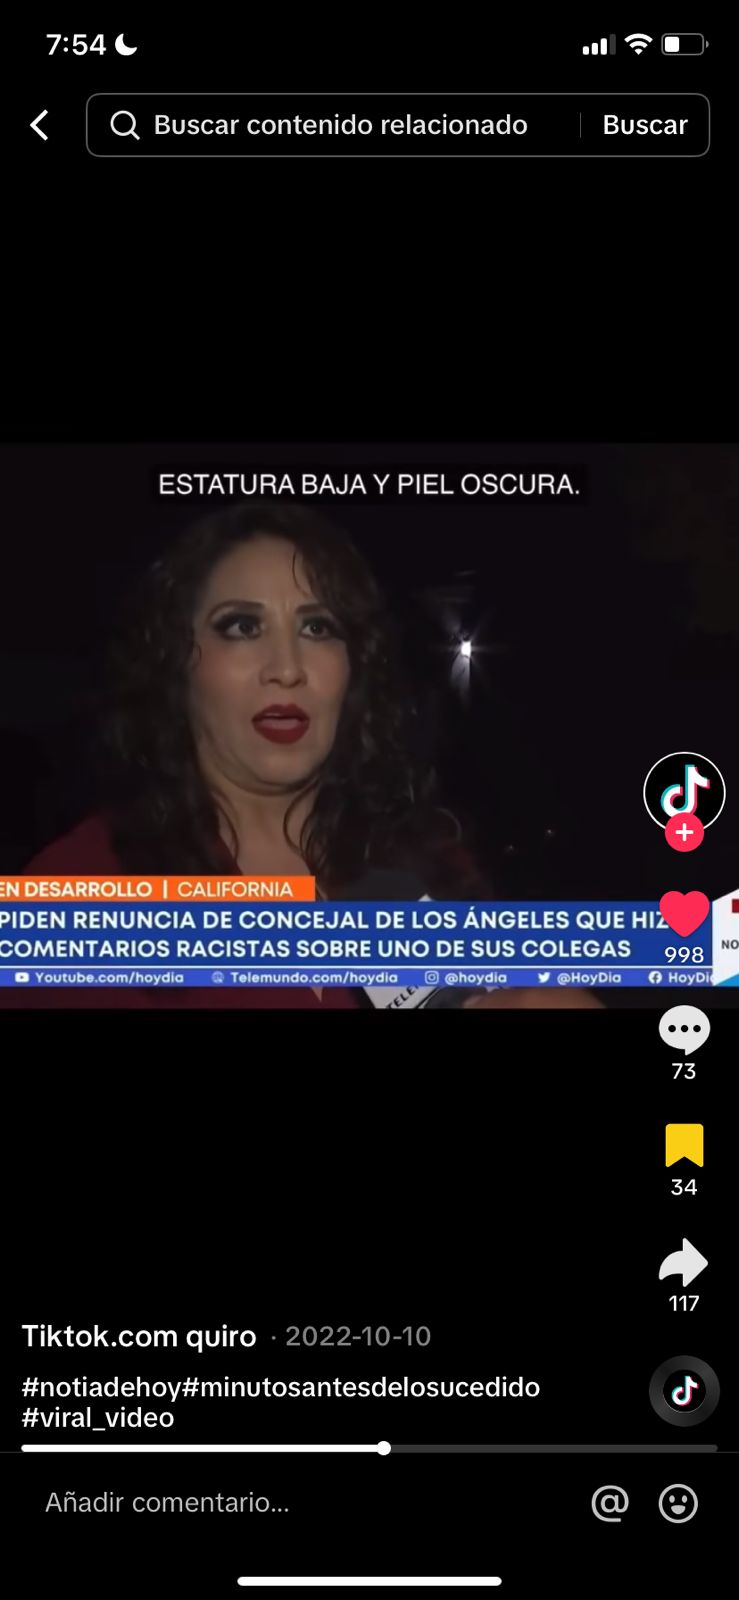 7:54
Buscar contenido relacionado
Buscar
ESTATURA BAJA Y PIEL OSCURA.
EN DESARROLLO | CALIFORNIA
PIDEN RENUNCIA DE CONCEJAL DE LOS ÁNGELES QUE HIZ
COMENTARIOS RACISTAS SOBRE UNO DE SUS COLEGAS
NO
Youtube.com/hoydia Telemundo.com/hoydia @hoydia @HoyDia HoyDi
TELE
998
73
34
117
Tiktok.com quiro · 2022-10-10
#notiadehoy#minutosantesdelosucedido
#viral_video
Añadir comentario...
@